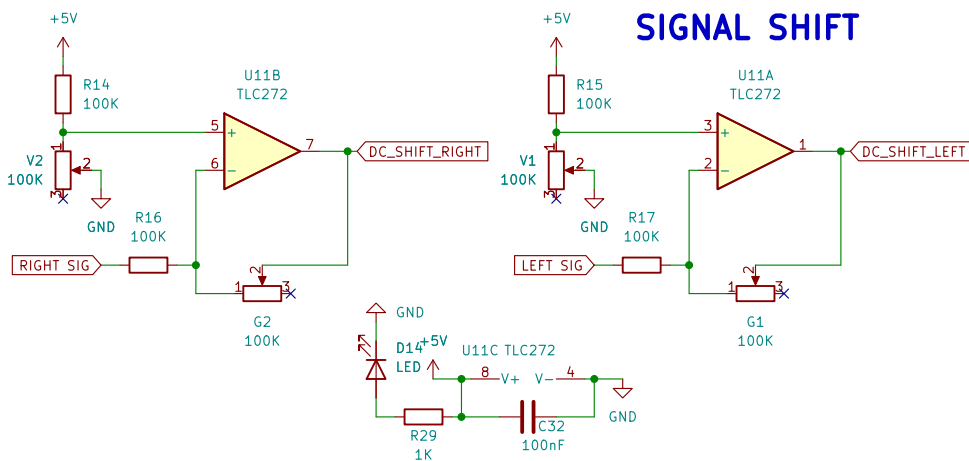 SIGNAL SHIFT
+5V
R14
100K
U11B
TLC272
5
+
6
−
7
DC_SHIFT_RIGHT
V2
100K
1
2
3
GND
R16
100K
RIGHT SIG
2
1
3
G2
100K
+5V
R15
100K
U11A
TLC272
3
+
2
−
1
DC_SHIFT_LEFT
V1
100K
1
2
3
GND
R17
100K
LEFT SIG
2
1
3
G1
100K
GND
D14
LED
+5V
U11C TLC272
8
V+
V−
4
GND
C32
100nF
R29
1K